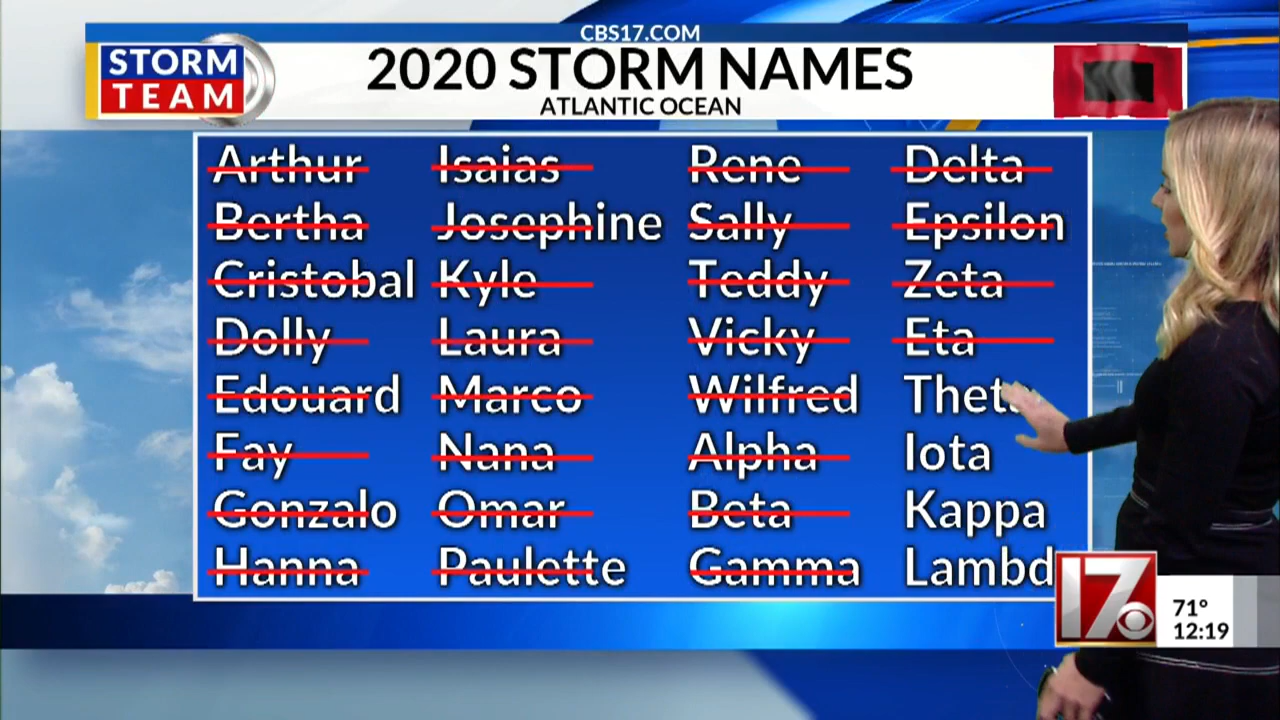 CBS17.COM
STORM
TEAM
2020 STORM NAMES
ATLANTIC OCEAN
Arthur
Bertha
Cristobal
Dolly
Edouard
Fay
Gonzalo
Hanna
Isaias
Josephine
Kyle
Laura
Marco
Nana
Omar
Paulette
Rene
Sally
Teddy
Vicky
Wilfred
Alpha
Beta
Gamma
Delta
Epsilon
Zeta
Eta
Theta
Iota
Kappa
Lambd
17
71°
12:19